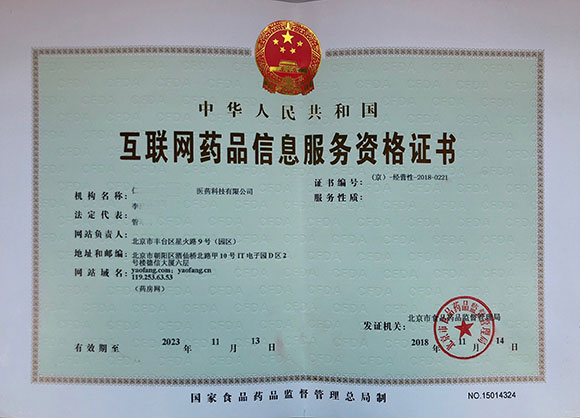 中华人民共和国
互联网药品信息服务资格证书
证书编号: (京)-经营性-2018-0221
服务性质:
机构名称: 医药科技有限公司
法定代表:
网站负责人:
北京市丰台区星火路9号(园区)
地址和邮编: 北京市朝阳区酒仙桥北路甲10号IT电子园D区2
号楼德信大厦六层
网站域名: yaofang.com; yaofang.cn
119.253.63.53
(药房网)
发证机关: 北京市食品药品监督管理局
有效期至 2023 年 11 月 13 日
2018 年 11 月 14 日
国家食品药品监督管理总局制
NO.15014324